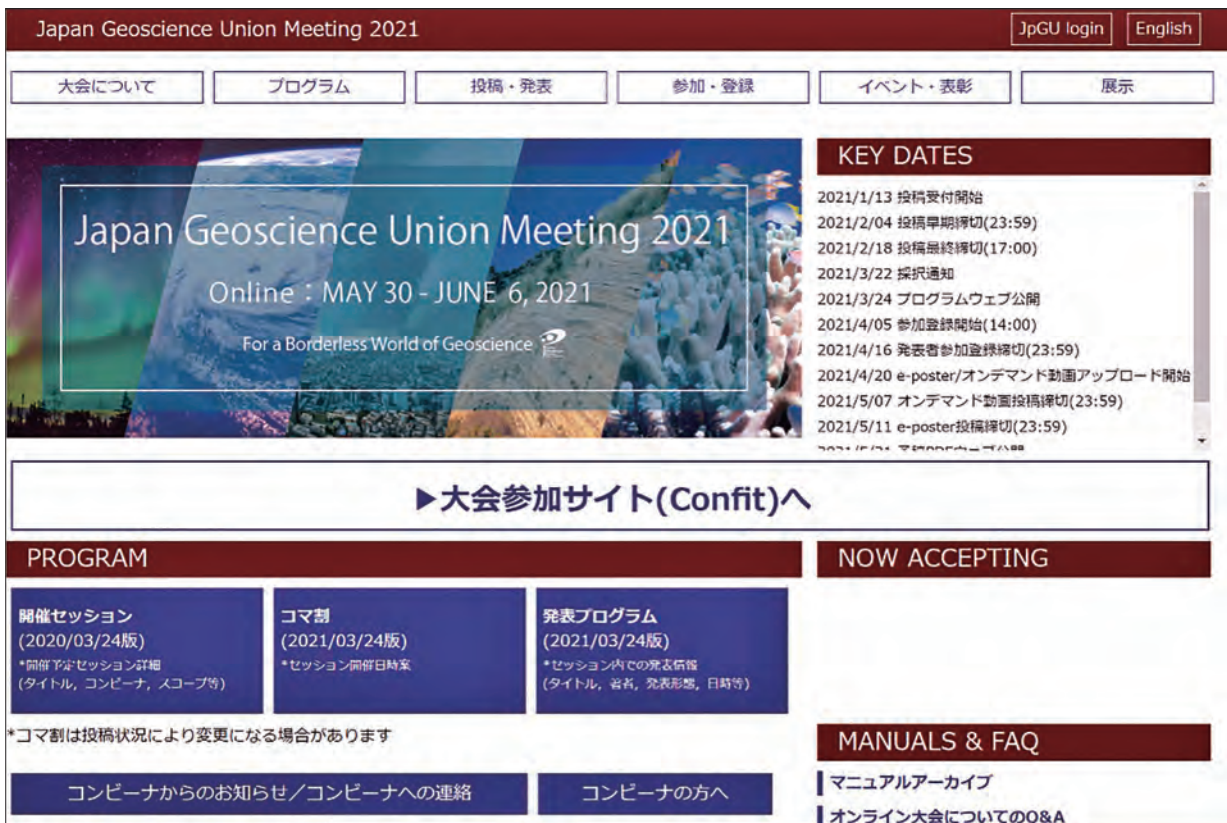 Japan Geoscience Union Meeting 2021
JpGU login
English
大会について
プログラム
投稿・発表
参加・登録
イベント・表彰
展示
Japan Geoscience Union Meeting 2021
Online : MAY 30 - JUNE 6, 2021
For a Borderless World of Geoscience
KEY DATES
2021/1/13 投稿受付開始
2021/2/04 投稿早期締切(23:59)
2021/2/18 投稿最終締切(17:00)
2021/3/22 採択通知
2021/3/24 プログラムウェブ公開
2021/4/05 参加登録開始(14:00)
2021/4/16 発表者参加登録締切(23:59)
2021/4/20 e-poster/オンデマンド動画アップロード開始
2021/5/07 オンデマンド動画投稿締切(23:59)
2021/5/11 e-poster投稿締切(23:59)
▶大会参加サイト(Confit)へ
PROGRAM
開催セッション
(2020/03/24版)
*開催予定セッション詳細
(タイトル, コンビーナ, スコープ等)
コマ割
(2021/03/24版)
*セッション開催日時案
発表プログラム
(2021/03/24版)
*セッション内での発表情報
(タイトル, 著者, 発表形態, 日時等)
*コマ割は投稿状況により変更になる場合があります
コンビーナからのお知らせ／コンビーナへの連絡
コンビーナの方へ
NOW ACCEPTING
MANUALS & FAQ
マニュアルアーカイブ
オンライン大会についてのQ&A